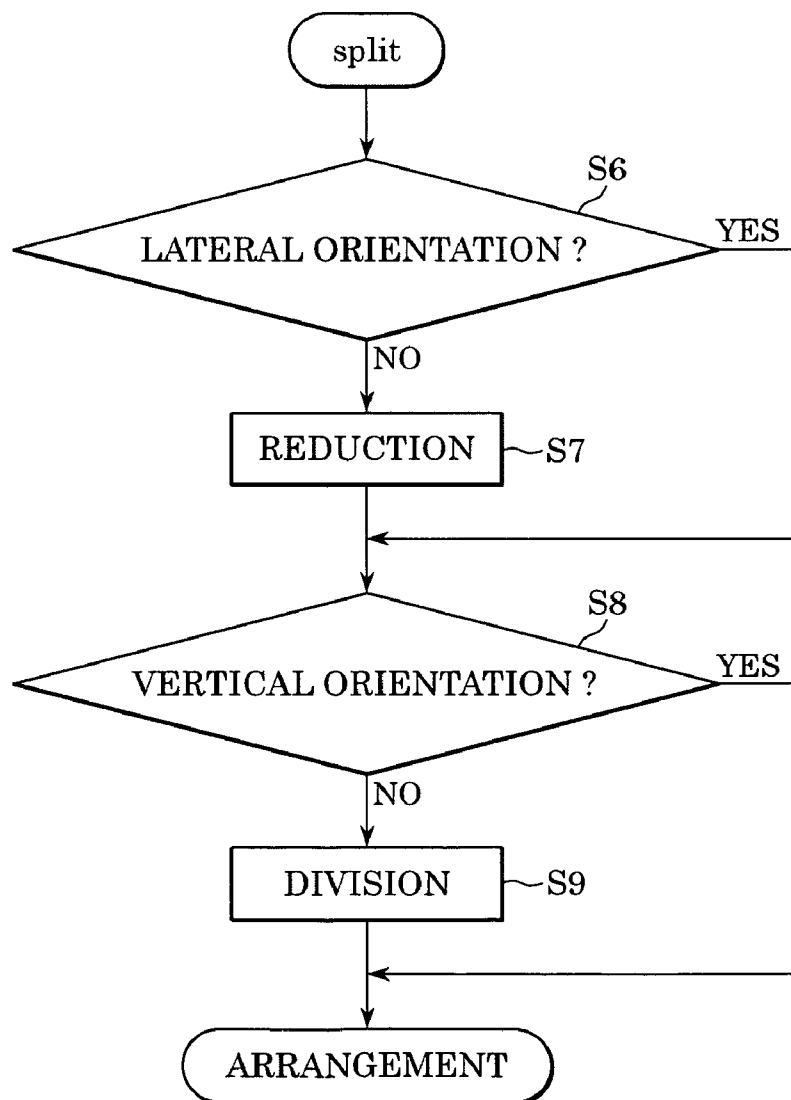 split
S6
LATERAL ORIENTATION ?
YES
NO
REDUCTION
S7
S8
VERTICAL ORIENTATION ?
YES
NO
DIVISION
S9
ARRANGEMENT